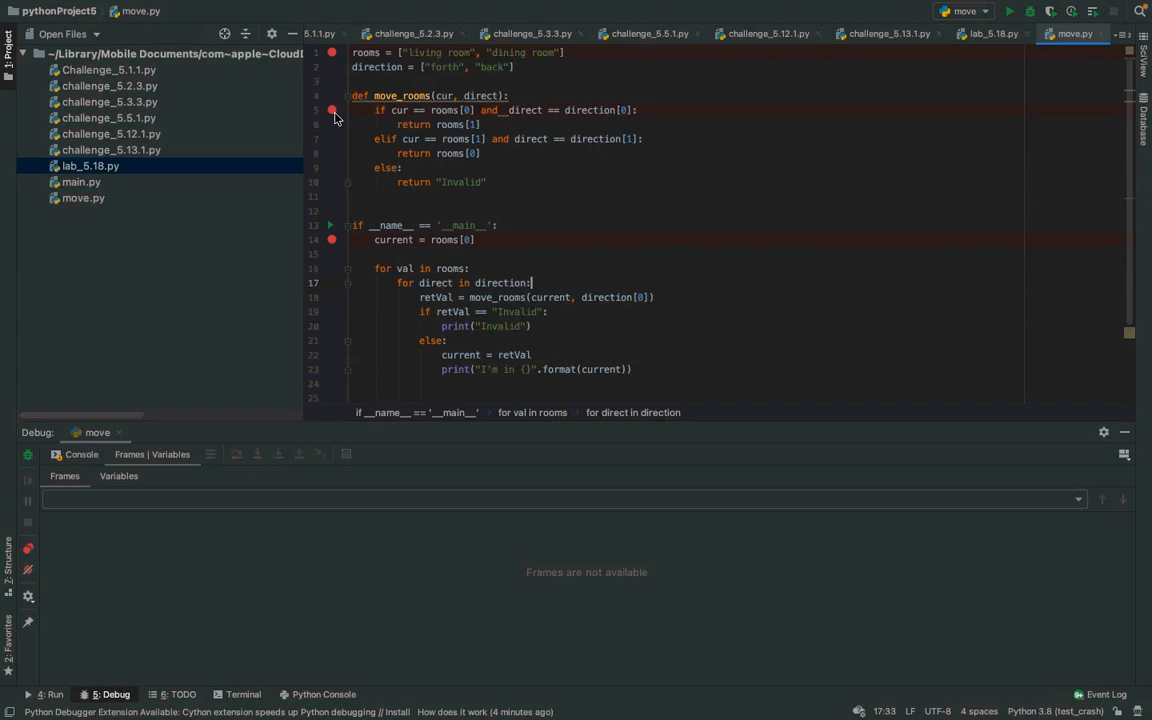 pythonProject5 › move.py
move
1: Project
Open Files
5.1.1.py
challenge_5.2.3.py
challenge_5.3.3.py
challenge_5.5.1.py
challenge_5.12.1.py
challenge_5.13.1.py
lab_5.18.py
move.py
3
~/Library/Mobile Documents/com~apple~CloudD
Challenge_5.1.1.py
challenge_5.2.3.py
challenge_5.3.3.py
challenge_5.5.1.py
challenge_5.12.1.py
challenge_5.13.1.py
lab_5.18.py
main.py
move.py
1 rooms = ["living room", "dining room"]
2 direction = ["forth", "back"]
3
4 def move_rooms(cur, direct):
5 if cur == rooms[0] and  direct == direction[0]:
6 return rooms[1]
7 elif cur == rooms[1] and direct == direction[1]:
8 return rooms[0]
9 else:
10 return "Invalid"
11
12
13 if __name__ == '__main__':
14 current = rooms[0]
15
16 for val in rooms:
17 for direct in direction:
18 retVal = move_rooms(current, direction[0])
19 if retVal == "Invalid":
20 print("Invalid")
21 else:
22 current = retVal
23 print("I'm in {}".format(current))
24
25
SciView
Database
if __name__ == '__main__' › for val in rooms › for direct in direction
Debug: move
Console Frames | Variables
Frames Variables
Frames are not available
Z: Structure
2: Favorites
4: Run 5: Debug 6: TODO Terminal Python Console Event Log
Python Debugger Extension Available: Cython extension speeds up Python debugging // Install How does it work (4 minutes ago) 17:33 LF UTF-8 4 spaces Python 3.8 (test_crash)